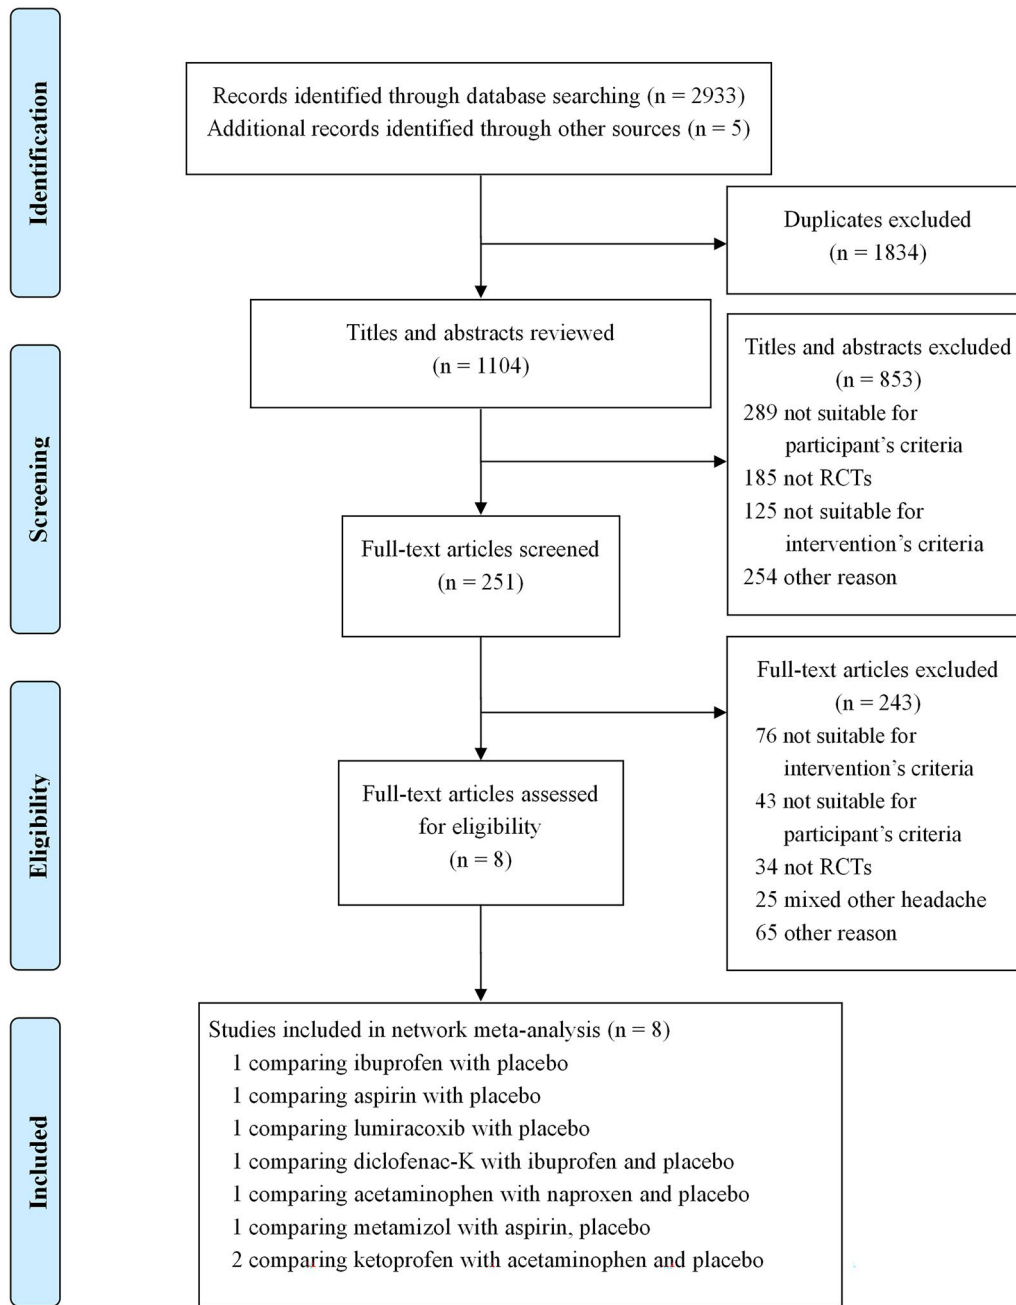 Identification
Records identified through database searching (n = 2933)
Additional records identified through other sources (n = 5)
Duplicates excluded
(n = 1834)
Titles and abstracts reviewed
(n = 1104)
Screening
Titles and abstracts excluded
(n = 853)
289 not suitable for
participant's criteria
185 not RCTs
125 not suitable for
intervention's criteria
254 other reason
Full-text articles screened
(n = 251)
Eligibility
Full-text articles excluded
(n = 243)
76 not suitable for
intervention's criteria
43 not suitable for
participant's criteria
34 not RCTs
25 mixed other headache
65 other reason
Full-text articles assessed
for eligibility
(n = 8)
Included
Studies included in network meta-analysis (n = 8)
1 comparing ibuprofen with placebo
1 comparing aspirin with placebo
1 comparing lumiracoxib with placebo
1 comparing diclofenac-K with ibuprofen and placebo
1 comparing acetaminophen with naproxen and placebo
1 comparing metamizol with aspirin, placebo
2 comparing ketoprofen with acetaminophen and placebo